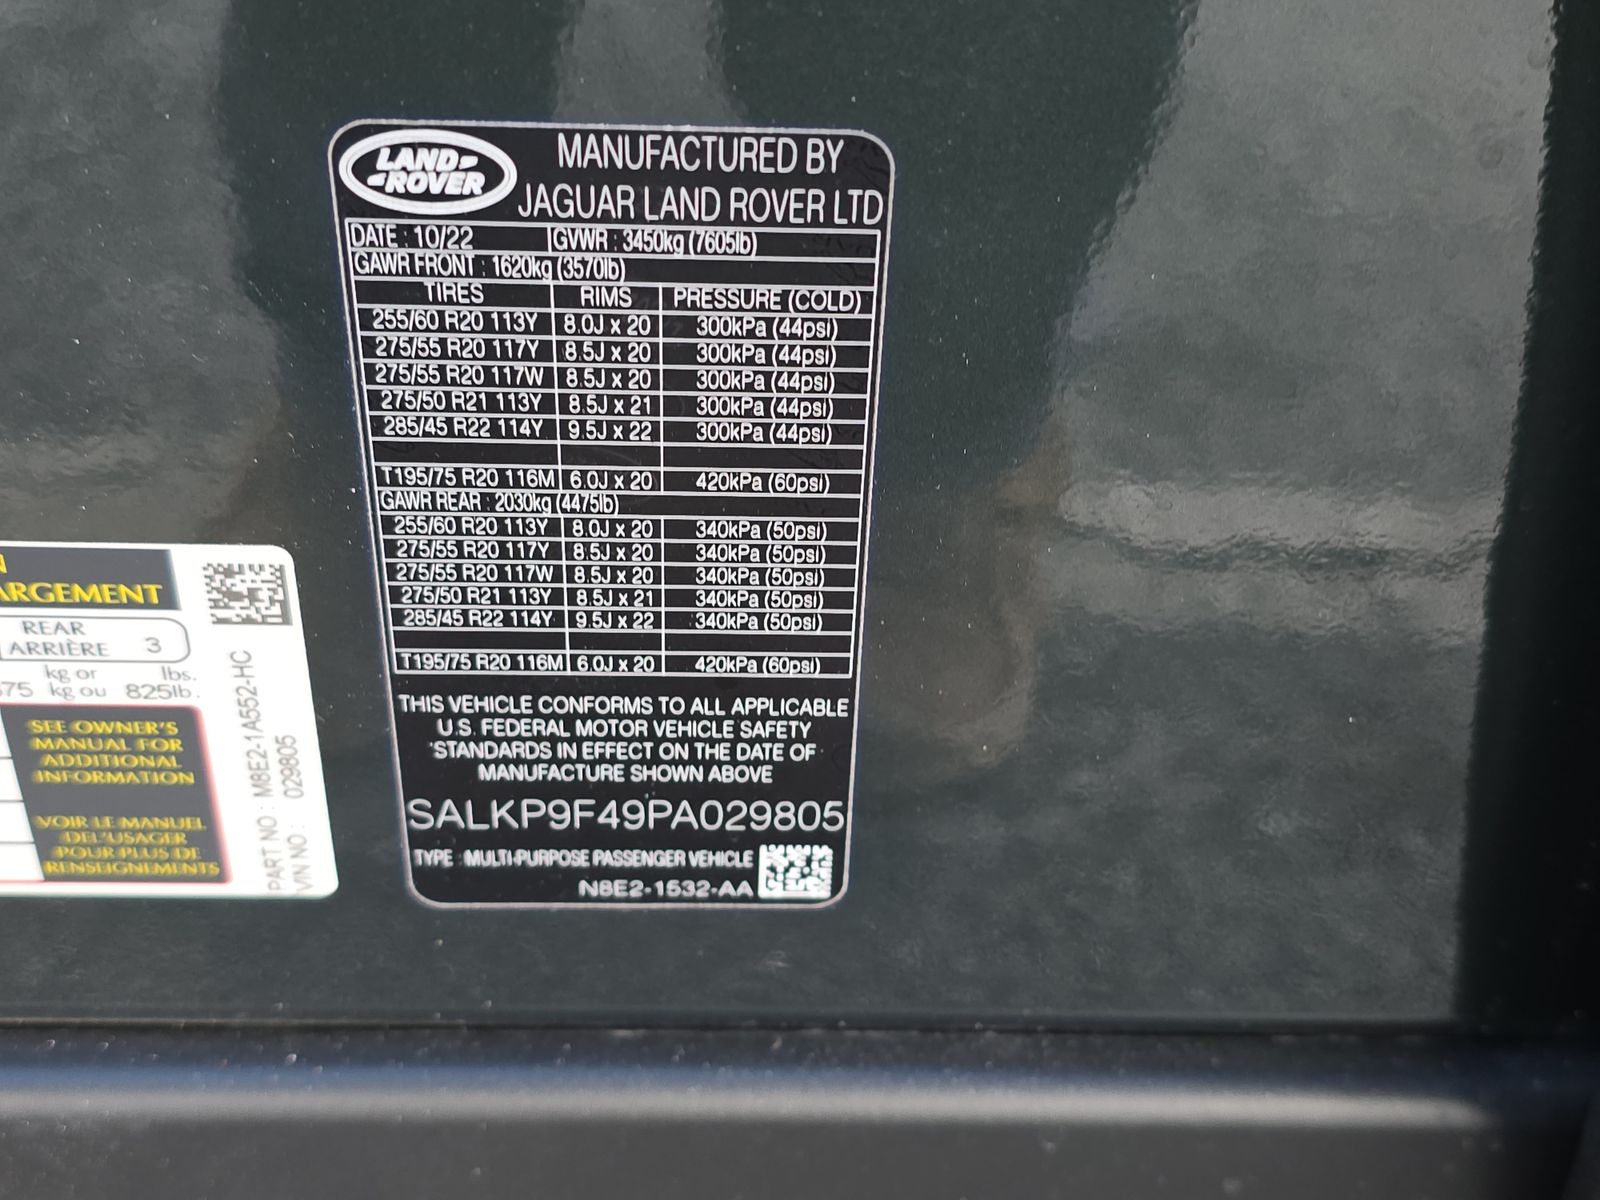 LAND-
-ROVER
MANUFACTURED BY
JAGUAR LAND ROVER LTD
DATE : 10/22 GVWR : 3450kg (7605lb)
GAWR FRONT : 1620kg (3570lb)
TIRES RIMS PRESSURE (COLD)
255/60 R20 113Y 8.0J x 20 300kPa (44psi)
275/55 R20 117Y 8.5J x 20 300kPa (44psi)
275/55 R20 117W 8.5J x 20 300kPa (44psi)
275/50 R21 113Y 8.5J x 21 300kPa (44psi)
285/45 R22 114Y 9.5J x 22 300kPa (44psi)
T195/75 R20 116M 6.0J x 20 420kPa (60psi)
GAWR REAR : 2030kg (4475lb)
255/60 R20 113Y 8.0J x 20 340kPa (50psi)
275/55 R20 117Y 8.5J x 20 340kPa (50psi)
275/55 R20 117W 8.5J x 20 340kPa (50psi)
275/50 R21 113Y 8.5J x 21 340kPa (50psi)
285/45 R22 114Y 9.5J x 22 340kPa (50psi)
T195/75 R20 116M 6.0J x 20 420kPa (60psi)
THIS VEHICLE CONFORMS TO ALL APPLICABLE
U.S. FEDERAL MOTOR VEHICLE SAFETY
STANDARDS IN EFFECT ON THE DATE OF
MANUFACTURE SHOWN ABOVE
SALKP9F49PA029805
TYPE : MULTI-PURPOSE PASSENGER VEHICLE
N8E2-1532-AA
ARGEMENT
REAR
ARRIÈRE 3
kg or lbs.
75 kg ou 825lb.
SEE OWNER'S
MANUAL FOR
ADDITIONAL
INFORMATION
VOIR LE MANUEL
DE L'USAGER
POUR PLUS DE
RENSEIGNEMENTS
PART NO : M8E2-1A552-HC
VIN NO : 029805